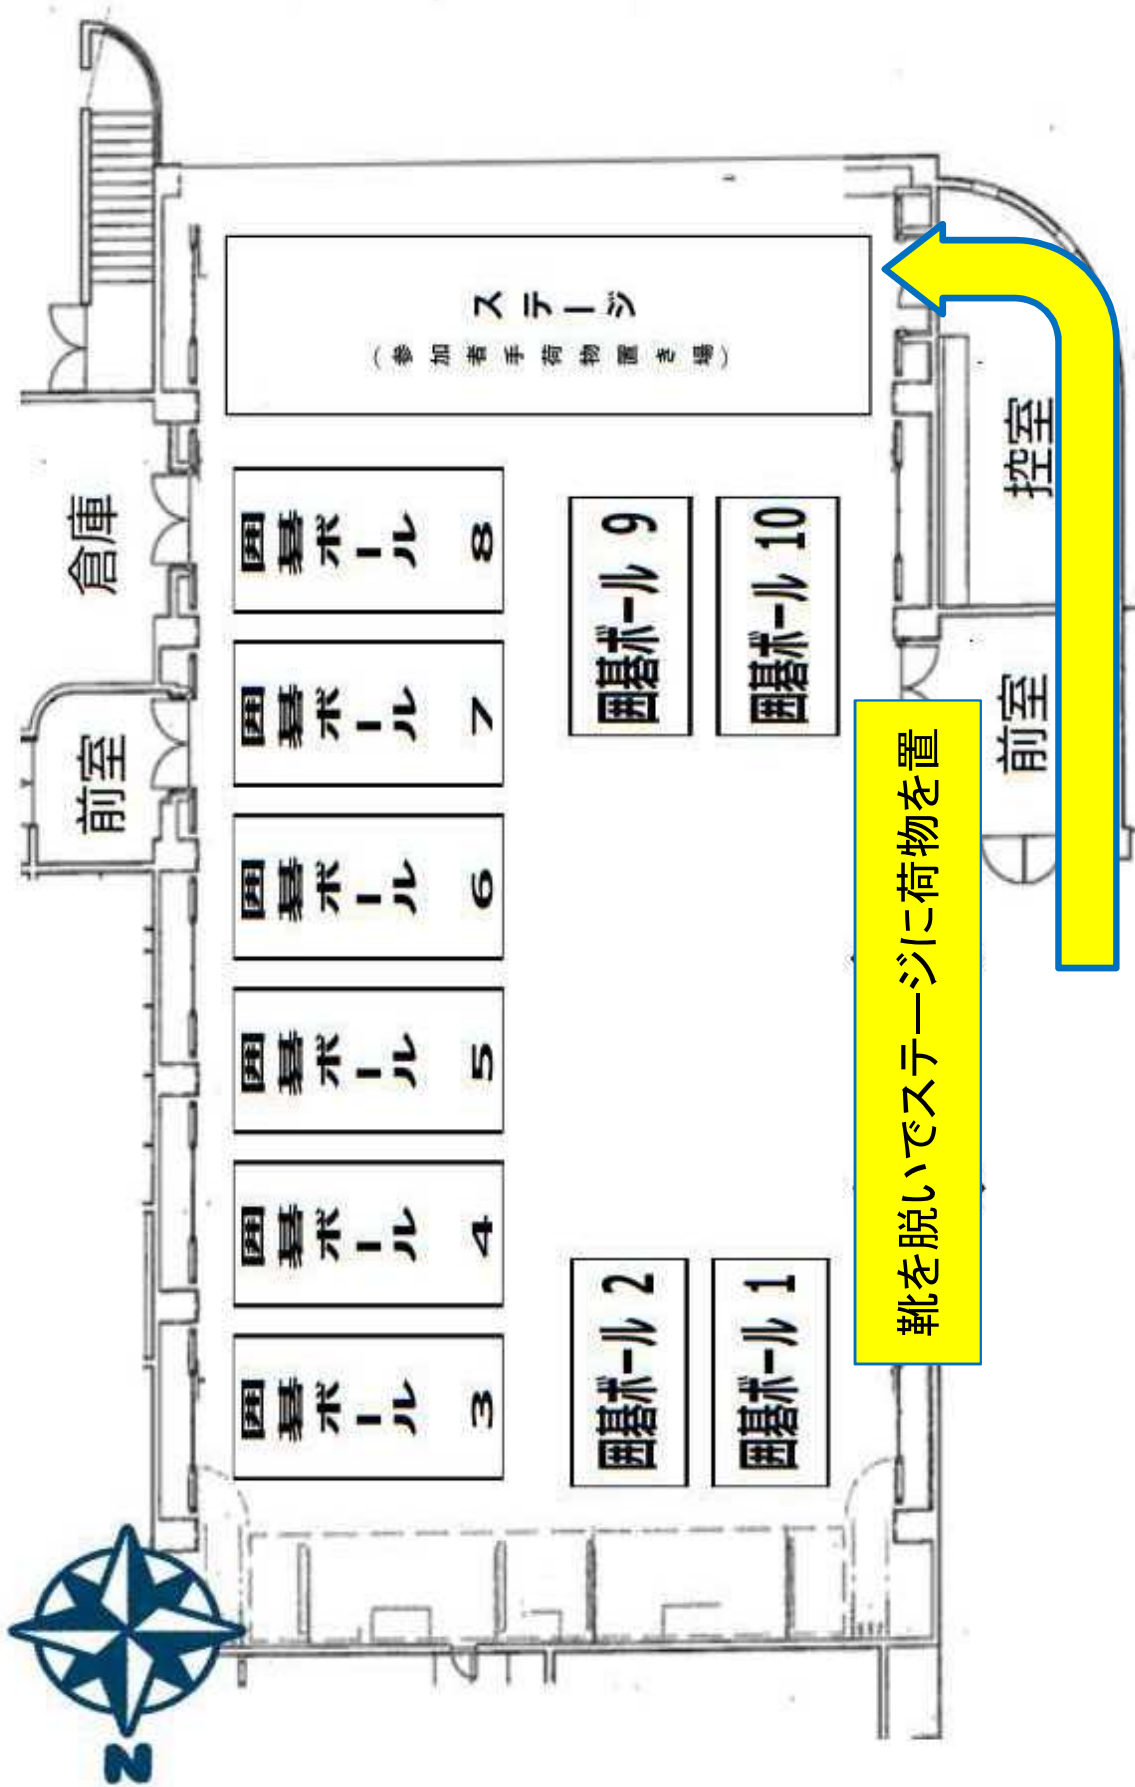 ステージ
(参加者手荷物置き場)
倉庫
前室
囲碁ボール 8
囲碁ボール 7
囲碁ボール 6
囲碁ボール 5
囲碁ボール 4
囲碁ボール 3
囲碁ボール 9
囲碁ボール 10
囲碁ボール 2
囲碁ボール 1
控室
前室
靴を脱いでステージに荷物を置
N